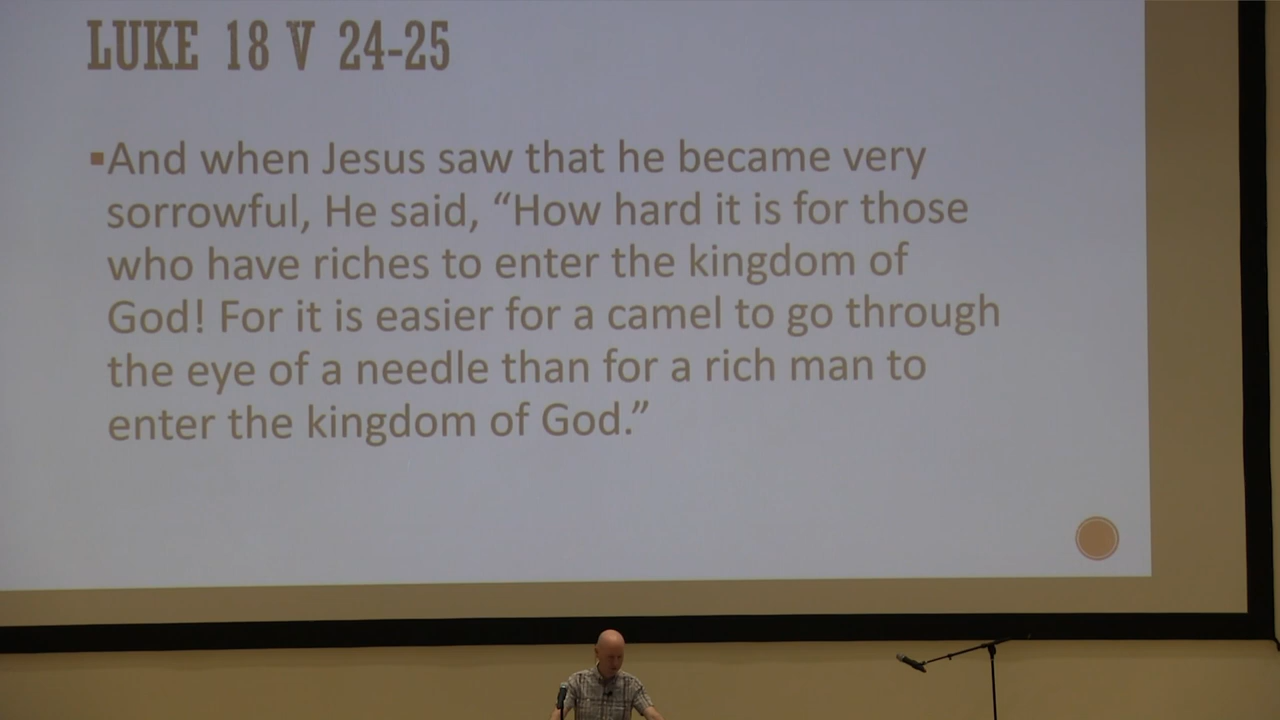 LUKE 18 V 24-25
▪And when Jesus saw that he became very
sorrowful, He said, “How hard it is for those
who have riches to enter the kingdom of
God! For it is easier for a camel to go through
the eye of a needle than for a rich man to
enter the kingdom of God.”